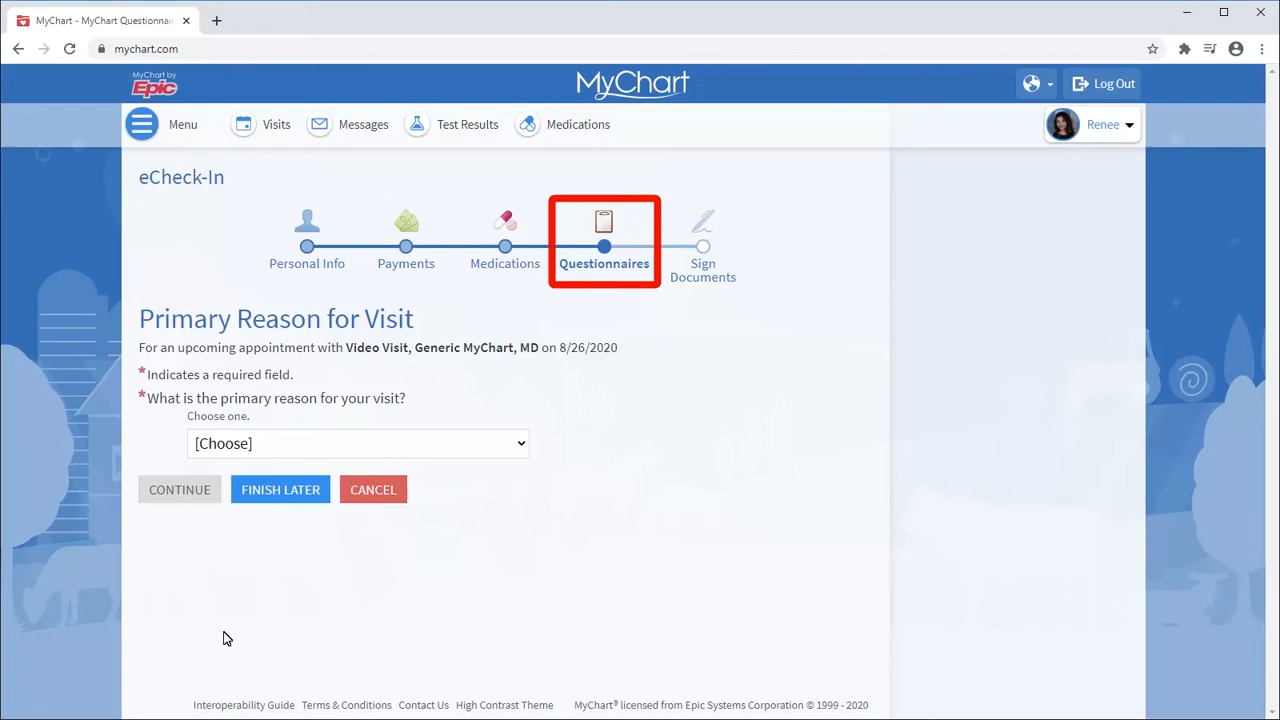 MyChart - MyChart Questionnair
mychart.com
MyChart by
Epic
MyChart
Log Out
Menu
Visits
Messages
Test Results
Medications
Renee
eCheck-In
Personal Info
Payments
Medications
Questionnaires
Sign
Documents
Primary Reason for Visit
For an upcoming appointment with Video Visit, Generic MyChart, MD on 8/26/2020
*Indicates a required field.
*What is the primary reason for your visit?
Choose one.
[Choose]
CONTINUE
FINISH LATER
CANCEL
Interoperability Guide
Terms & Conditions
Contact Us
High Contrast Theme
MyChart® licensed from Epic Systems Corporation © 1999 - 2020